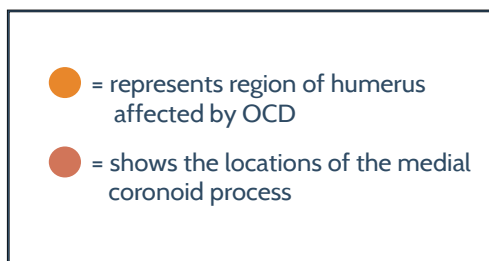 = represents region of humerus
affected by OCD
= shows the locations of the medial
coronoid process